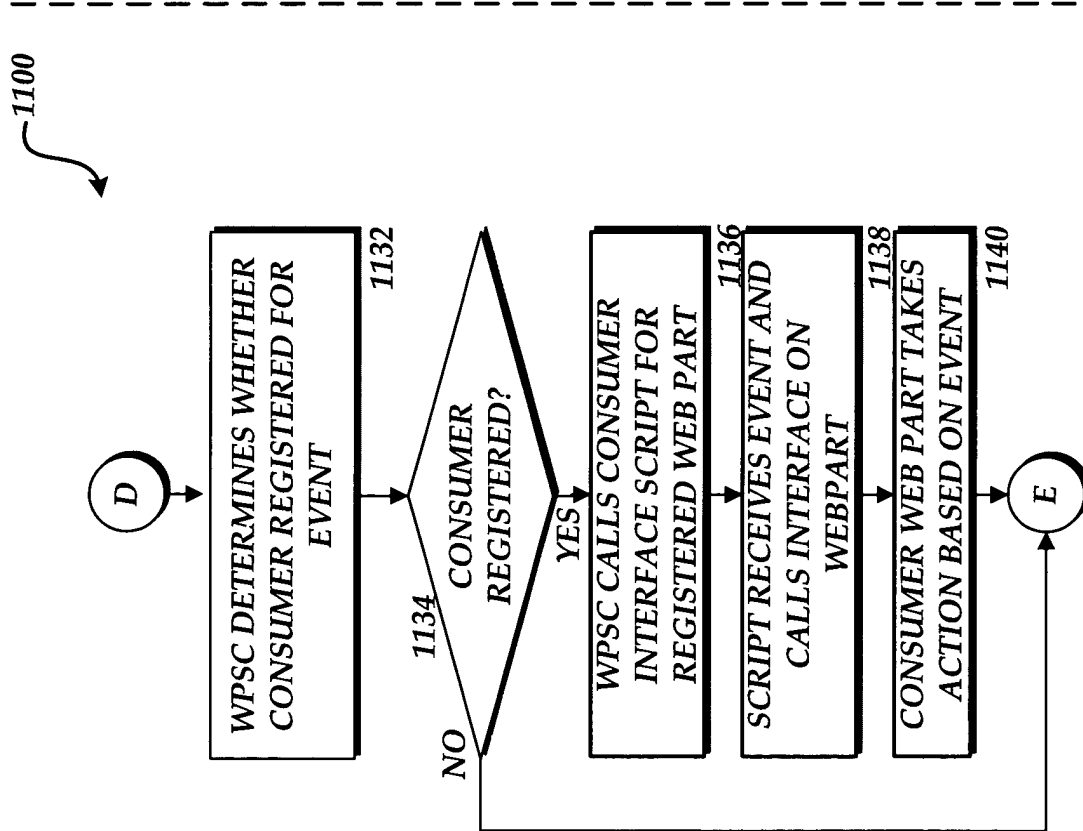 1100
D
WPSC DETERMINES WHETHER
CONSUMER REGISTERED FOR
EVENT
1132
CONSUMER
REGISTERED?
1134
NO
YES
WPSC CALLS CONSUMER
INTERFACE SCRIPT FOR
REGISTERED WEB PART
1136
SCRIPT RECEIVES EVENT AND
CALLS INTERFACE ON
WEBPART
1138
CONSUMER WEB PART TAKES
ACTION BASED ON EVENT
1140
E